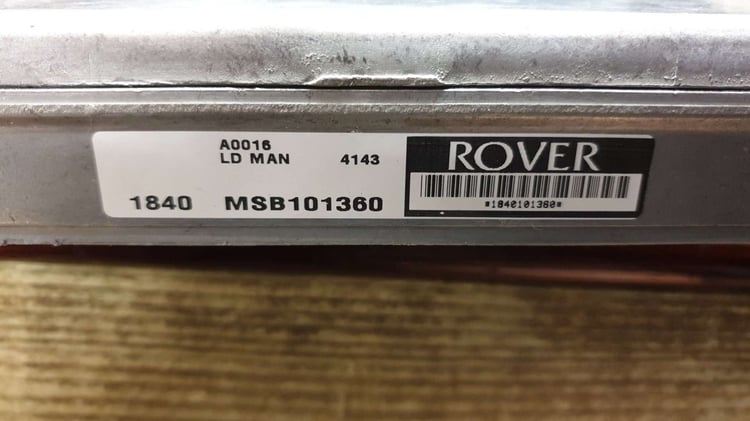 A0016
LD MAN 4143
1840 MSB101360
ROVER
*1840101360*